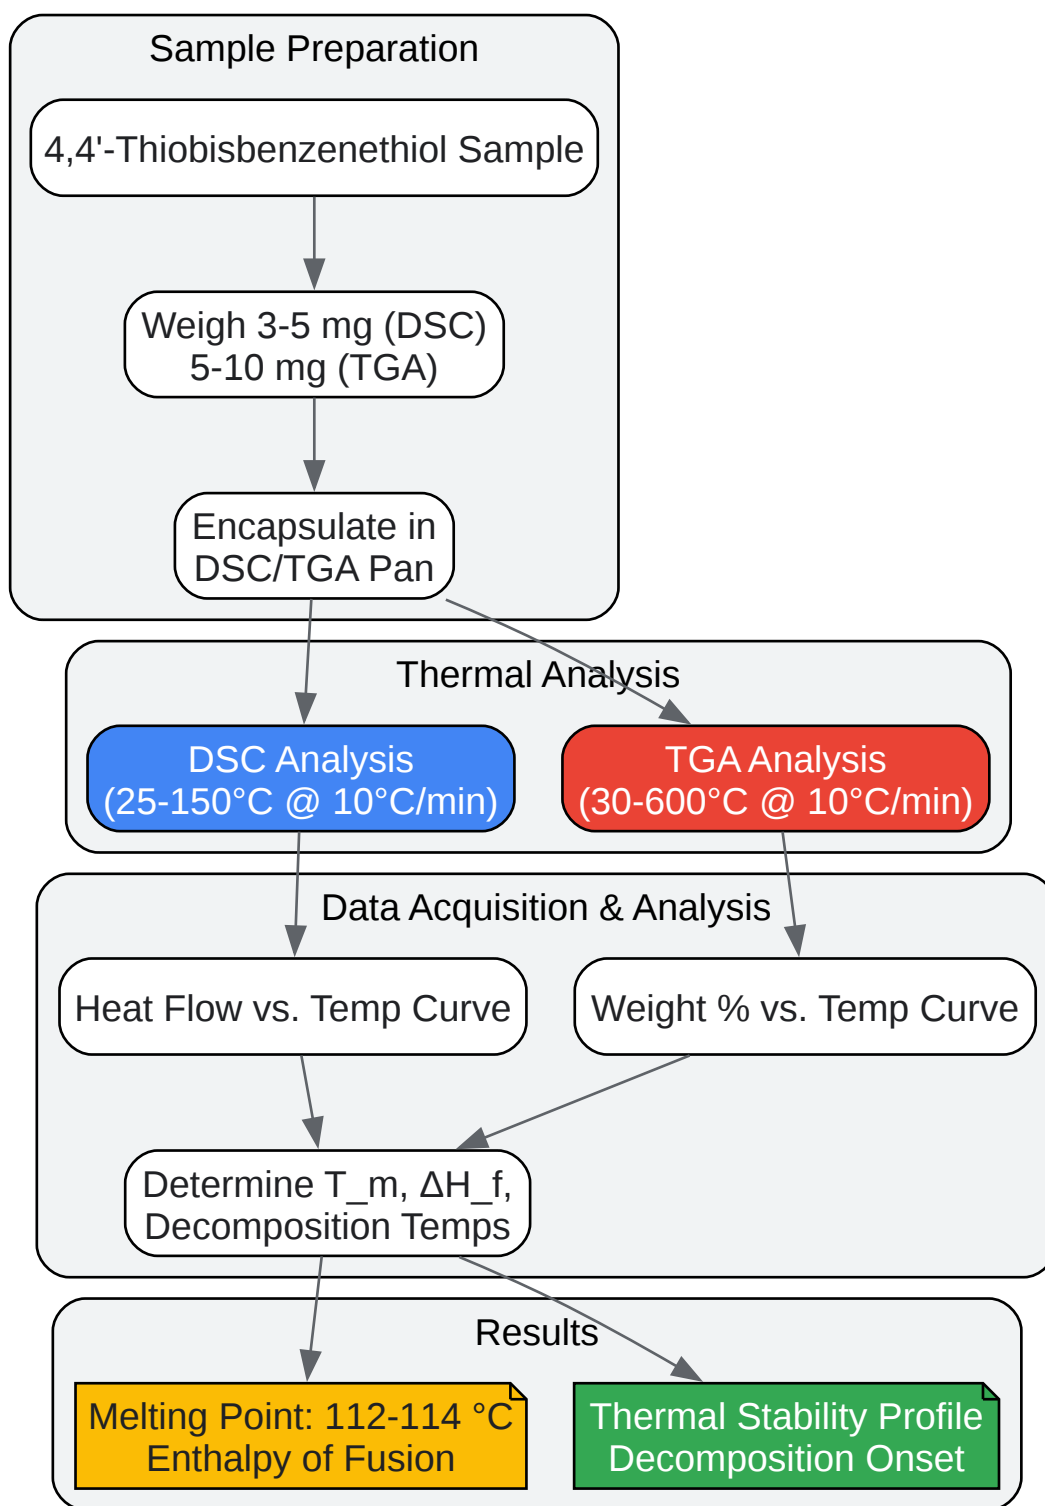 Sample Preparation
4,4'-Thiobisbenzenethiol Sample
Weigh 3-5 mg (DSC)
5-10 mg (TGA)
Encapsulate in
DSC/TGA Pan
Thermal Analysis
DSC Analysis
(25-150°C @ 10°C/min)
TGA Analysis
(30-600°C @ 10°C/min)
Data Acquisition & Analysis
Heat Flow vs. Temp Curve
Weight % vs. Temp Curve
Determine T_m, ΔH_f,
Decomposition Temps
Results
Melting Point: 112-114 °C
Enthalpy of Fusion
Thermal Stability Profile
Decomposition Onset